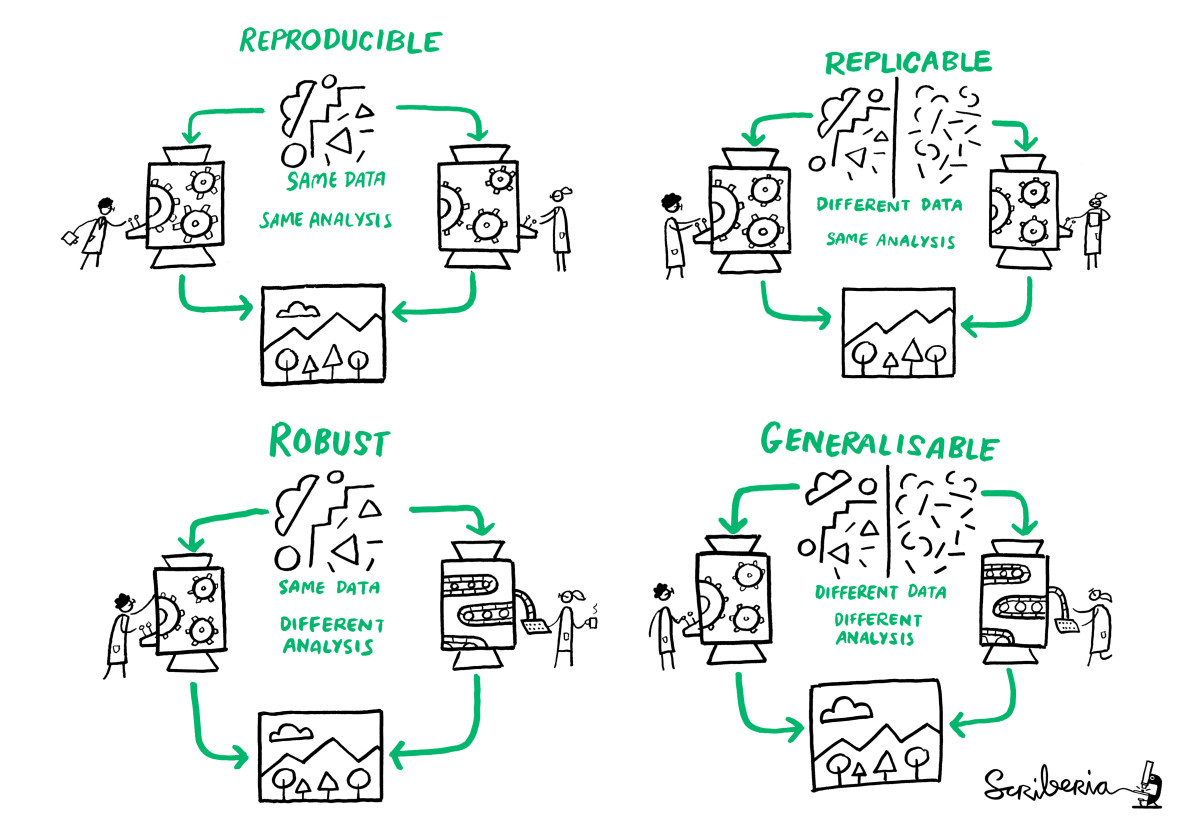 REPRODUCIBLE
SAME DATA
SAME ANALYSIS
REPLICABLE
DIFFERENT DATA
SAME ANALYSIS
ROBUST
SAME DATA
DIFFERENT
ANALYSIS
GENERALISABLE
DIFFERENT DATA
DIFFERENT
ANALYSIS
Scriberia